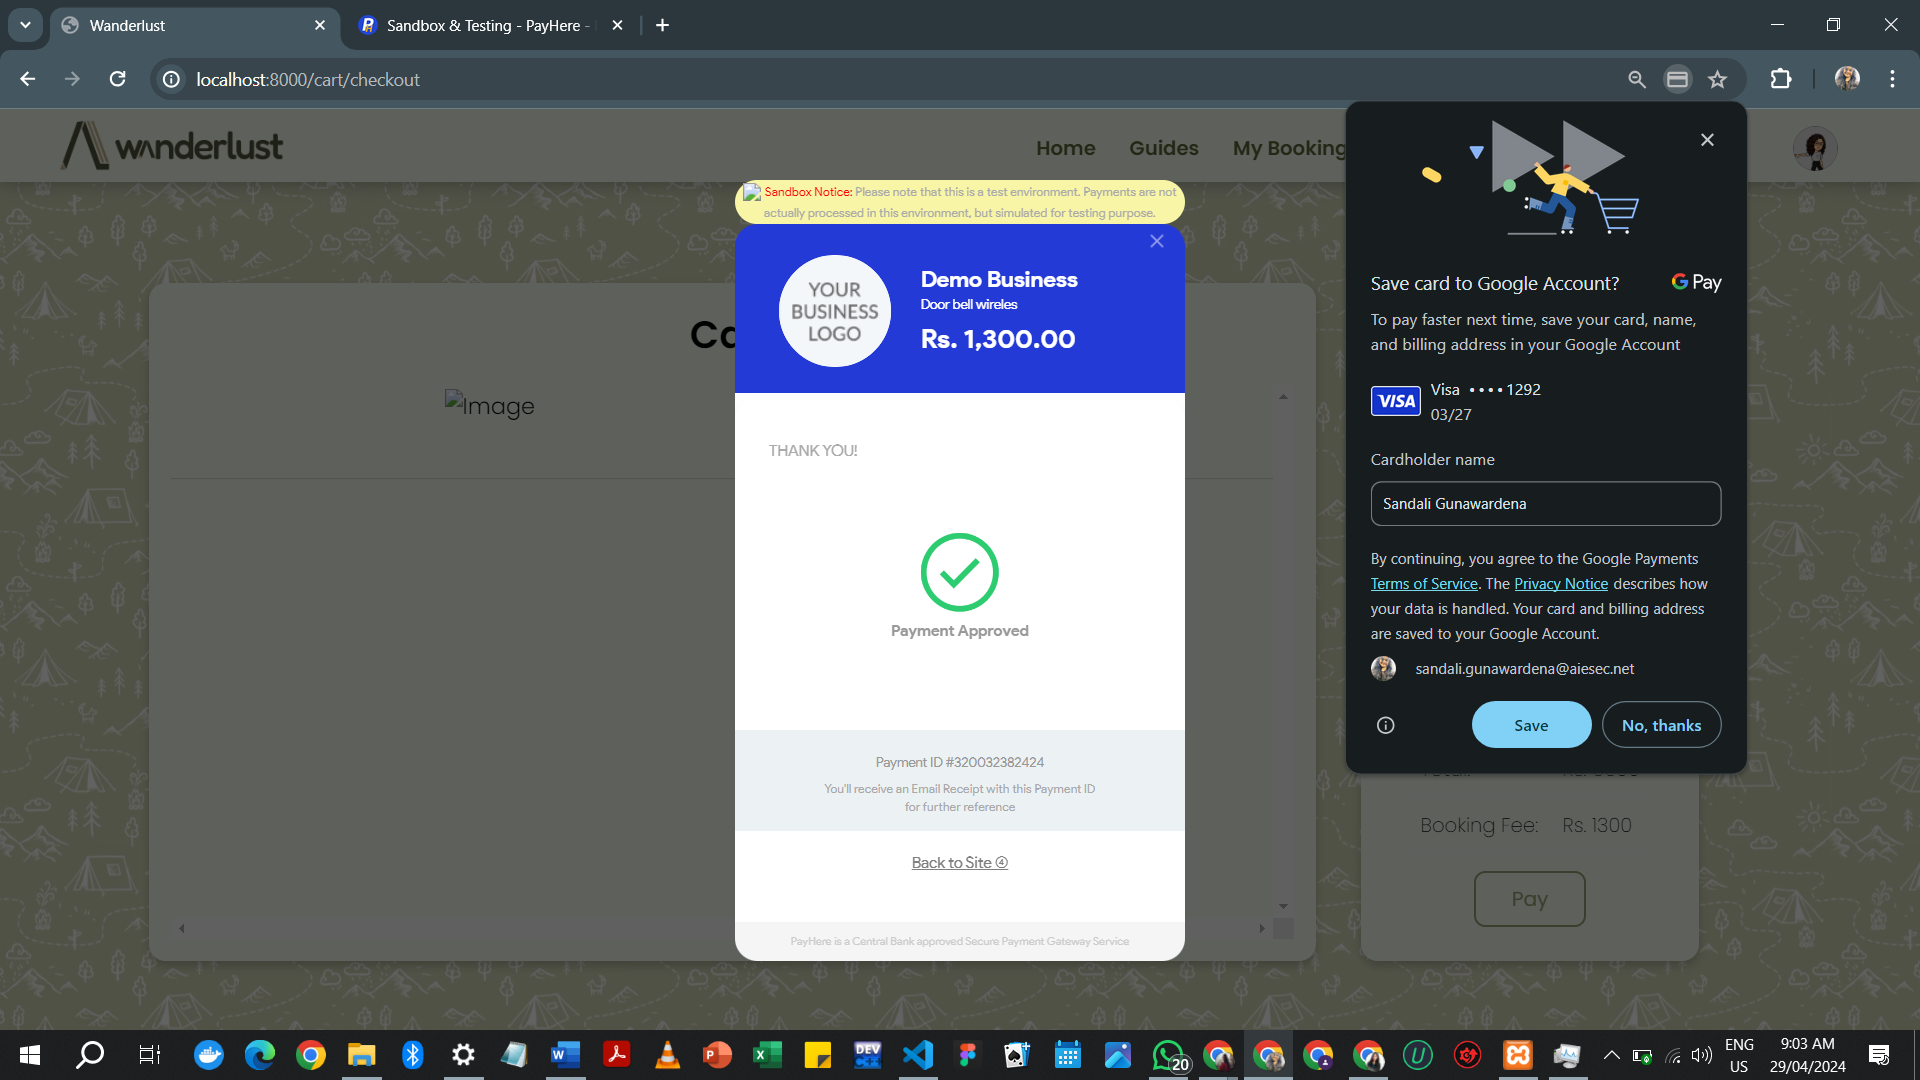 Wanderlust
Sandbox & Testing - PayHere -
localhost:8000/cart/checkout
wanderlust
Home
Guides
My Booking
Sandbox Notice: Please note that this is a test environment. Payments are not
actually processed in this environment, but simulated for testing purpose.
YOUR
BUSINESS
LOGO
Demo Business
Door bell wireles
Rs. 1,300.00
Ca
Image
THANK YOU!
Payment Approved
Payment ID #320032382424
You'll receive an Email Receipt with this Payment ID
for further reference
Back to Site ④
PayHere is a Central Bank approved Secure Payment Gateway Service
Save card to Google Account?
G Pay
To pay faster next time, save your card, name,
and billing address in your Google Account
VISA
Visa •••• 1292
03/27
Cardholder name
Sandali Gunawardena
By continuing, you agree to the Google Payments
Terms of Service. The Privacy Notice describes how
your data is handled. Your card and billing address
are saved to your Google Account.
sandali.gunawardena@aiesec.net
Save
No, thanks
Booking Fee: Rs. 1300
Pay
DEV
C++
20
ENG
US
9:03 AM
29/04/2024